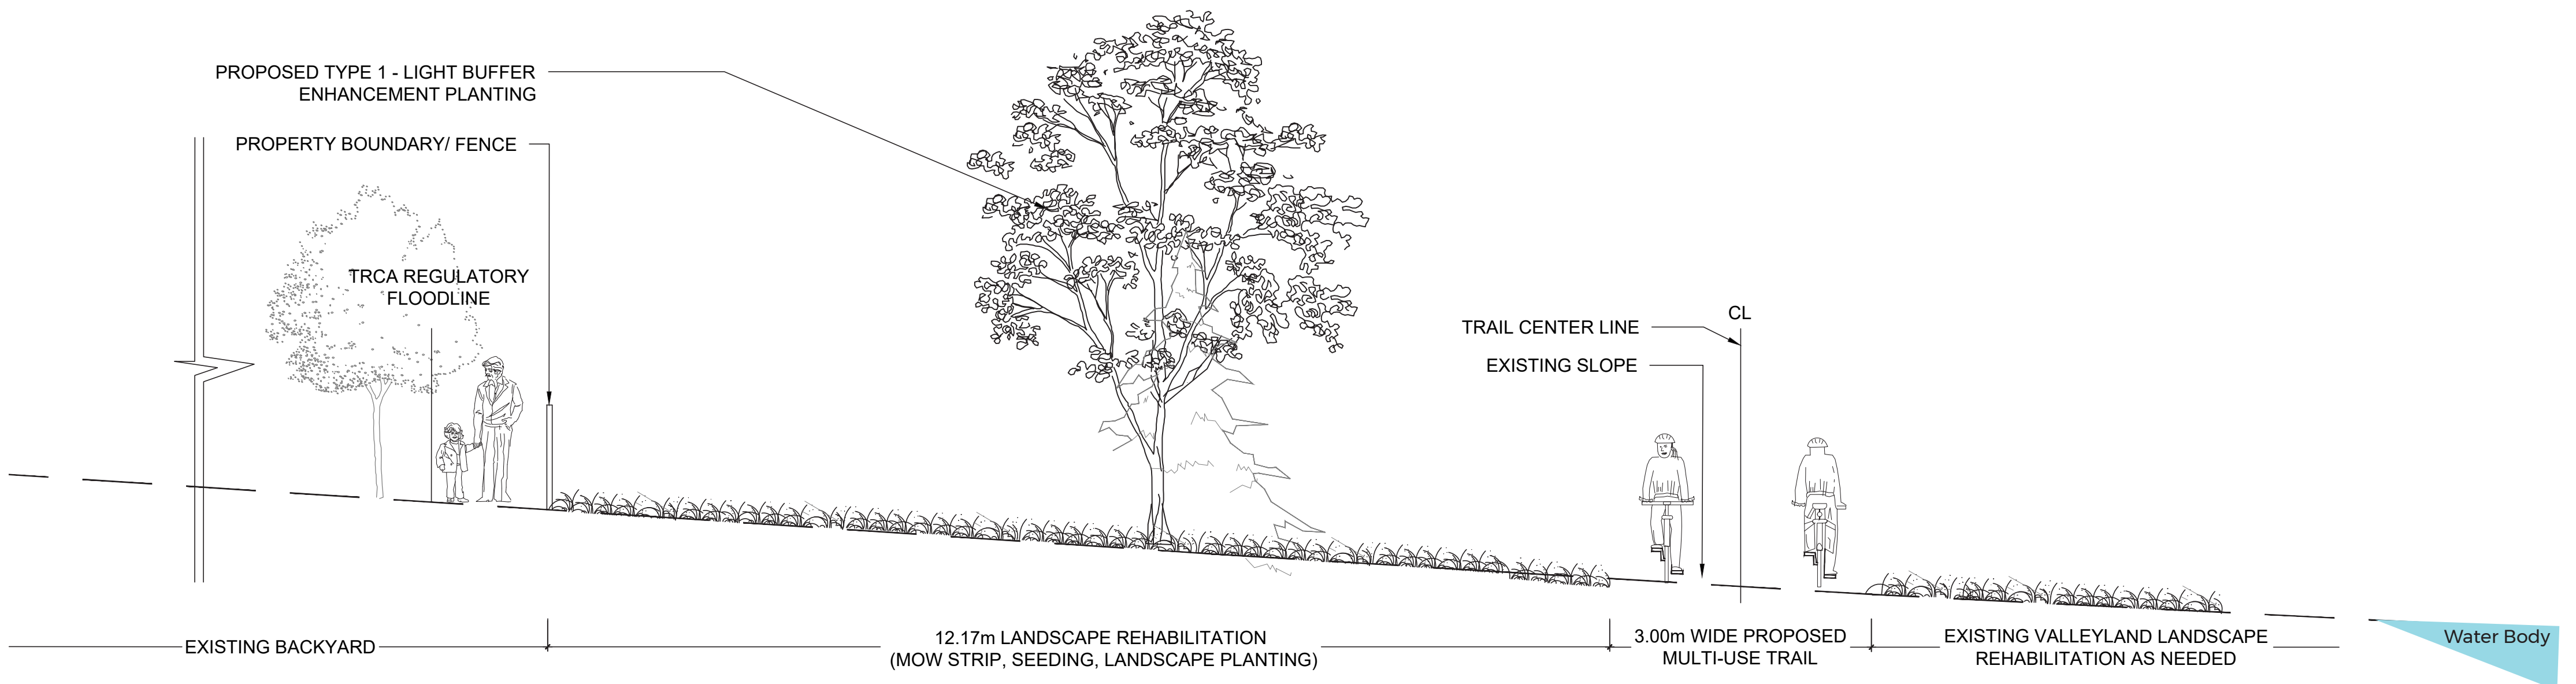 PROPOSED TYPE 1 - LIGHT BUFFER
ENHANCEMENT PLANTING
PROPERTY BOUNDARY/ FENCE
TRCA REGULATORY
FLOODLINE
CL
TRAIL CENTER LINE
EXISTING SLOPE
EXISTING BACKYARD
12.17m LANDSCAPE REHABILITATION
(MOW STRIP, SEEDING, LANDSCAPE PLANTING)
3.00m WIDE PROPOSED
MULTI-USE TRAIL
EXISTING VALLEYLAND LANDSCAPE
REHABILITATION AS NEEDED
Water Body